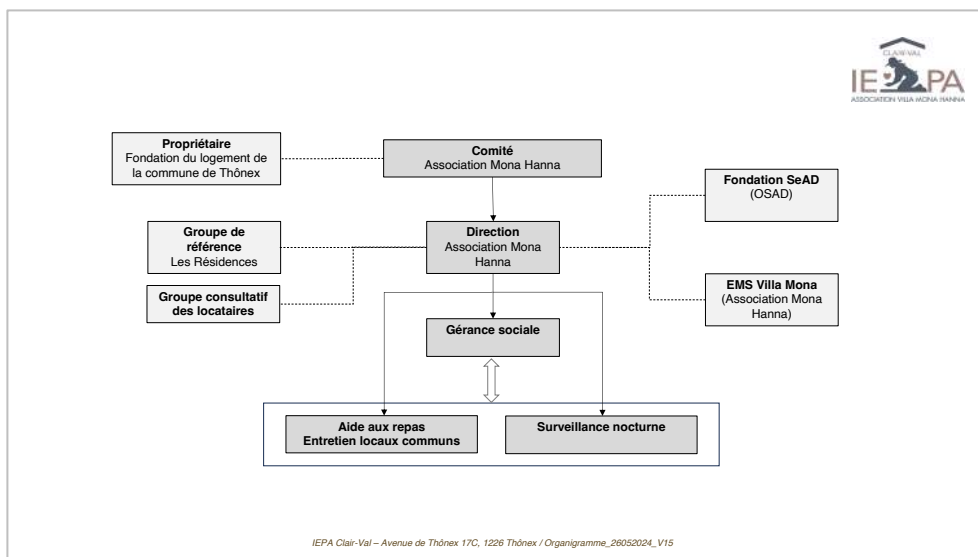 CLAIR-VAL
IEPA
ASSOCIATION VILLA MONA HANNA
Propriétaire
Fondation du logement de
la commune de Thônex
Comité
Association Mona Hanna
Fondation SeAD
(OSAD)
Groupe de
référence
Les Résidences
Direction
Association Mona
Hanna
Groupe consultatif
des locataires
EMS Villa Mona
(Association Mona
Hanna)
Gérance sociale
Aide aux repas
Entretien locaux communs
Surveillance nocturne
IEPA Clair-Val – Avenue de Thônex 17C, 1226 Thônex / Organigramme_26052024_V15